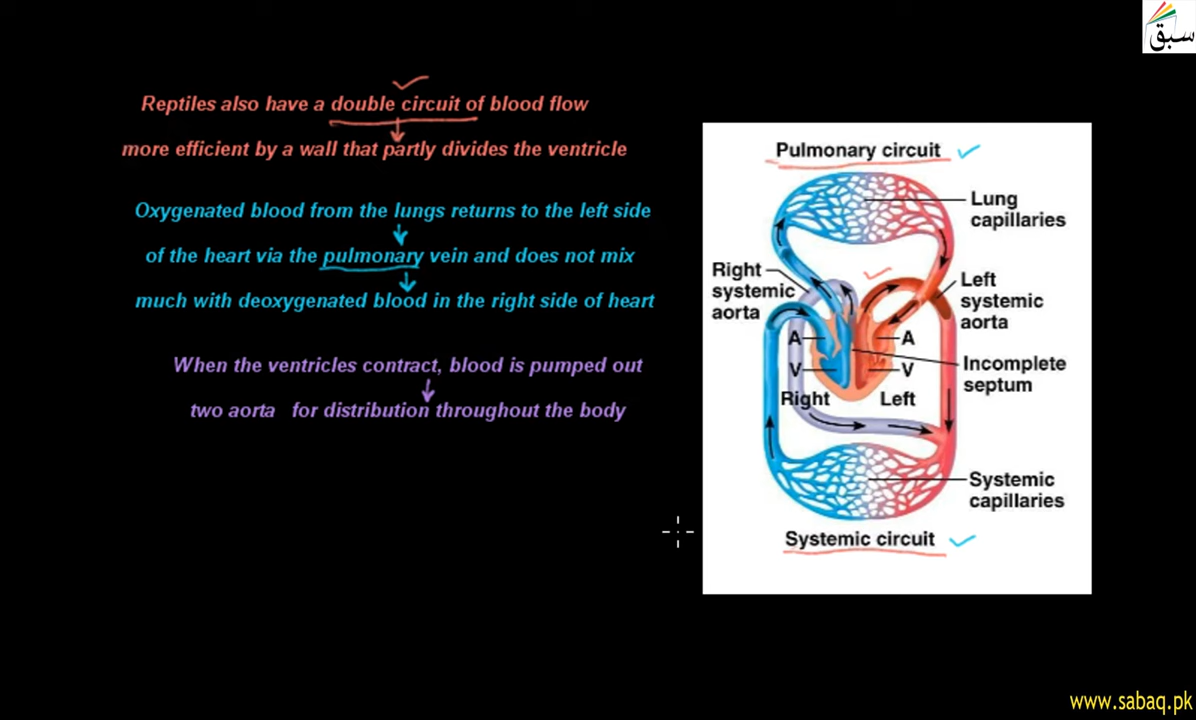 سبق
Reptiles also have a double circuit of blood flow
more efficient by a wall that partly divides the ventricle
Oxygenated blood from the lungs returns to the left side
of the heart via the pulmonary vein and does not mix
much with deoxygenated blood in the right side of heart
When the ventricles contract, blood is pumped out
two aorta for distribution throughout the body
Pulmonary circuit
Lung
capillaries
Right
systemic
aorta
Left
systemic
aorta
A
A
V
V
Incomplete
septum
Right
Left
Systemic
capillaries
Systemic circuit
www.sabaq.pk